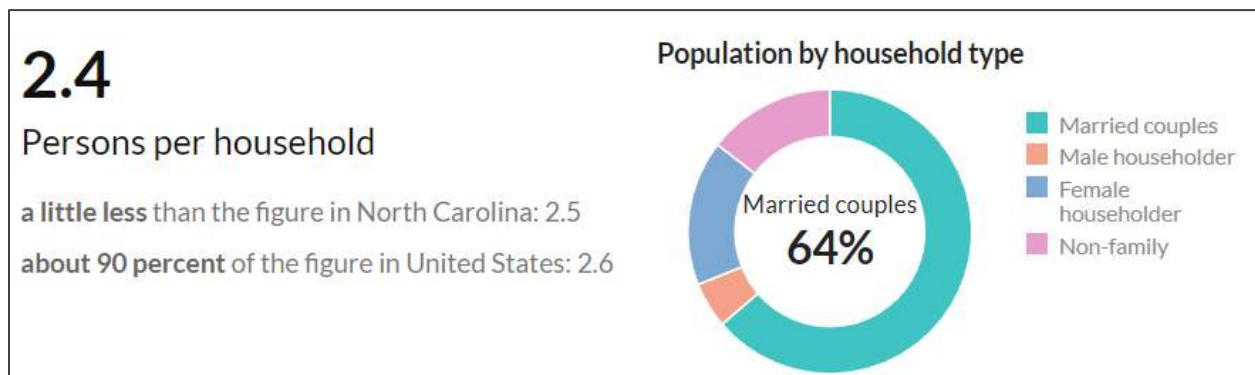 2.4
Persons per household
a little less than the figure in North Carolina: 2.5
about 90 percent of the figure in United States: 2.6
Population by household type
Married couples
64%
Married couples
Male householder
Female
householder
Non-family